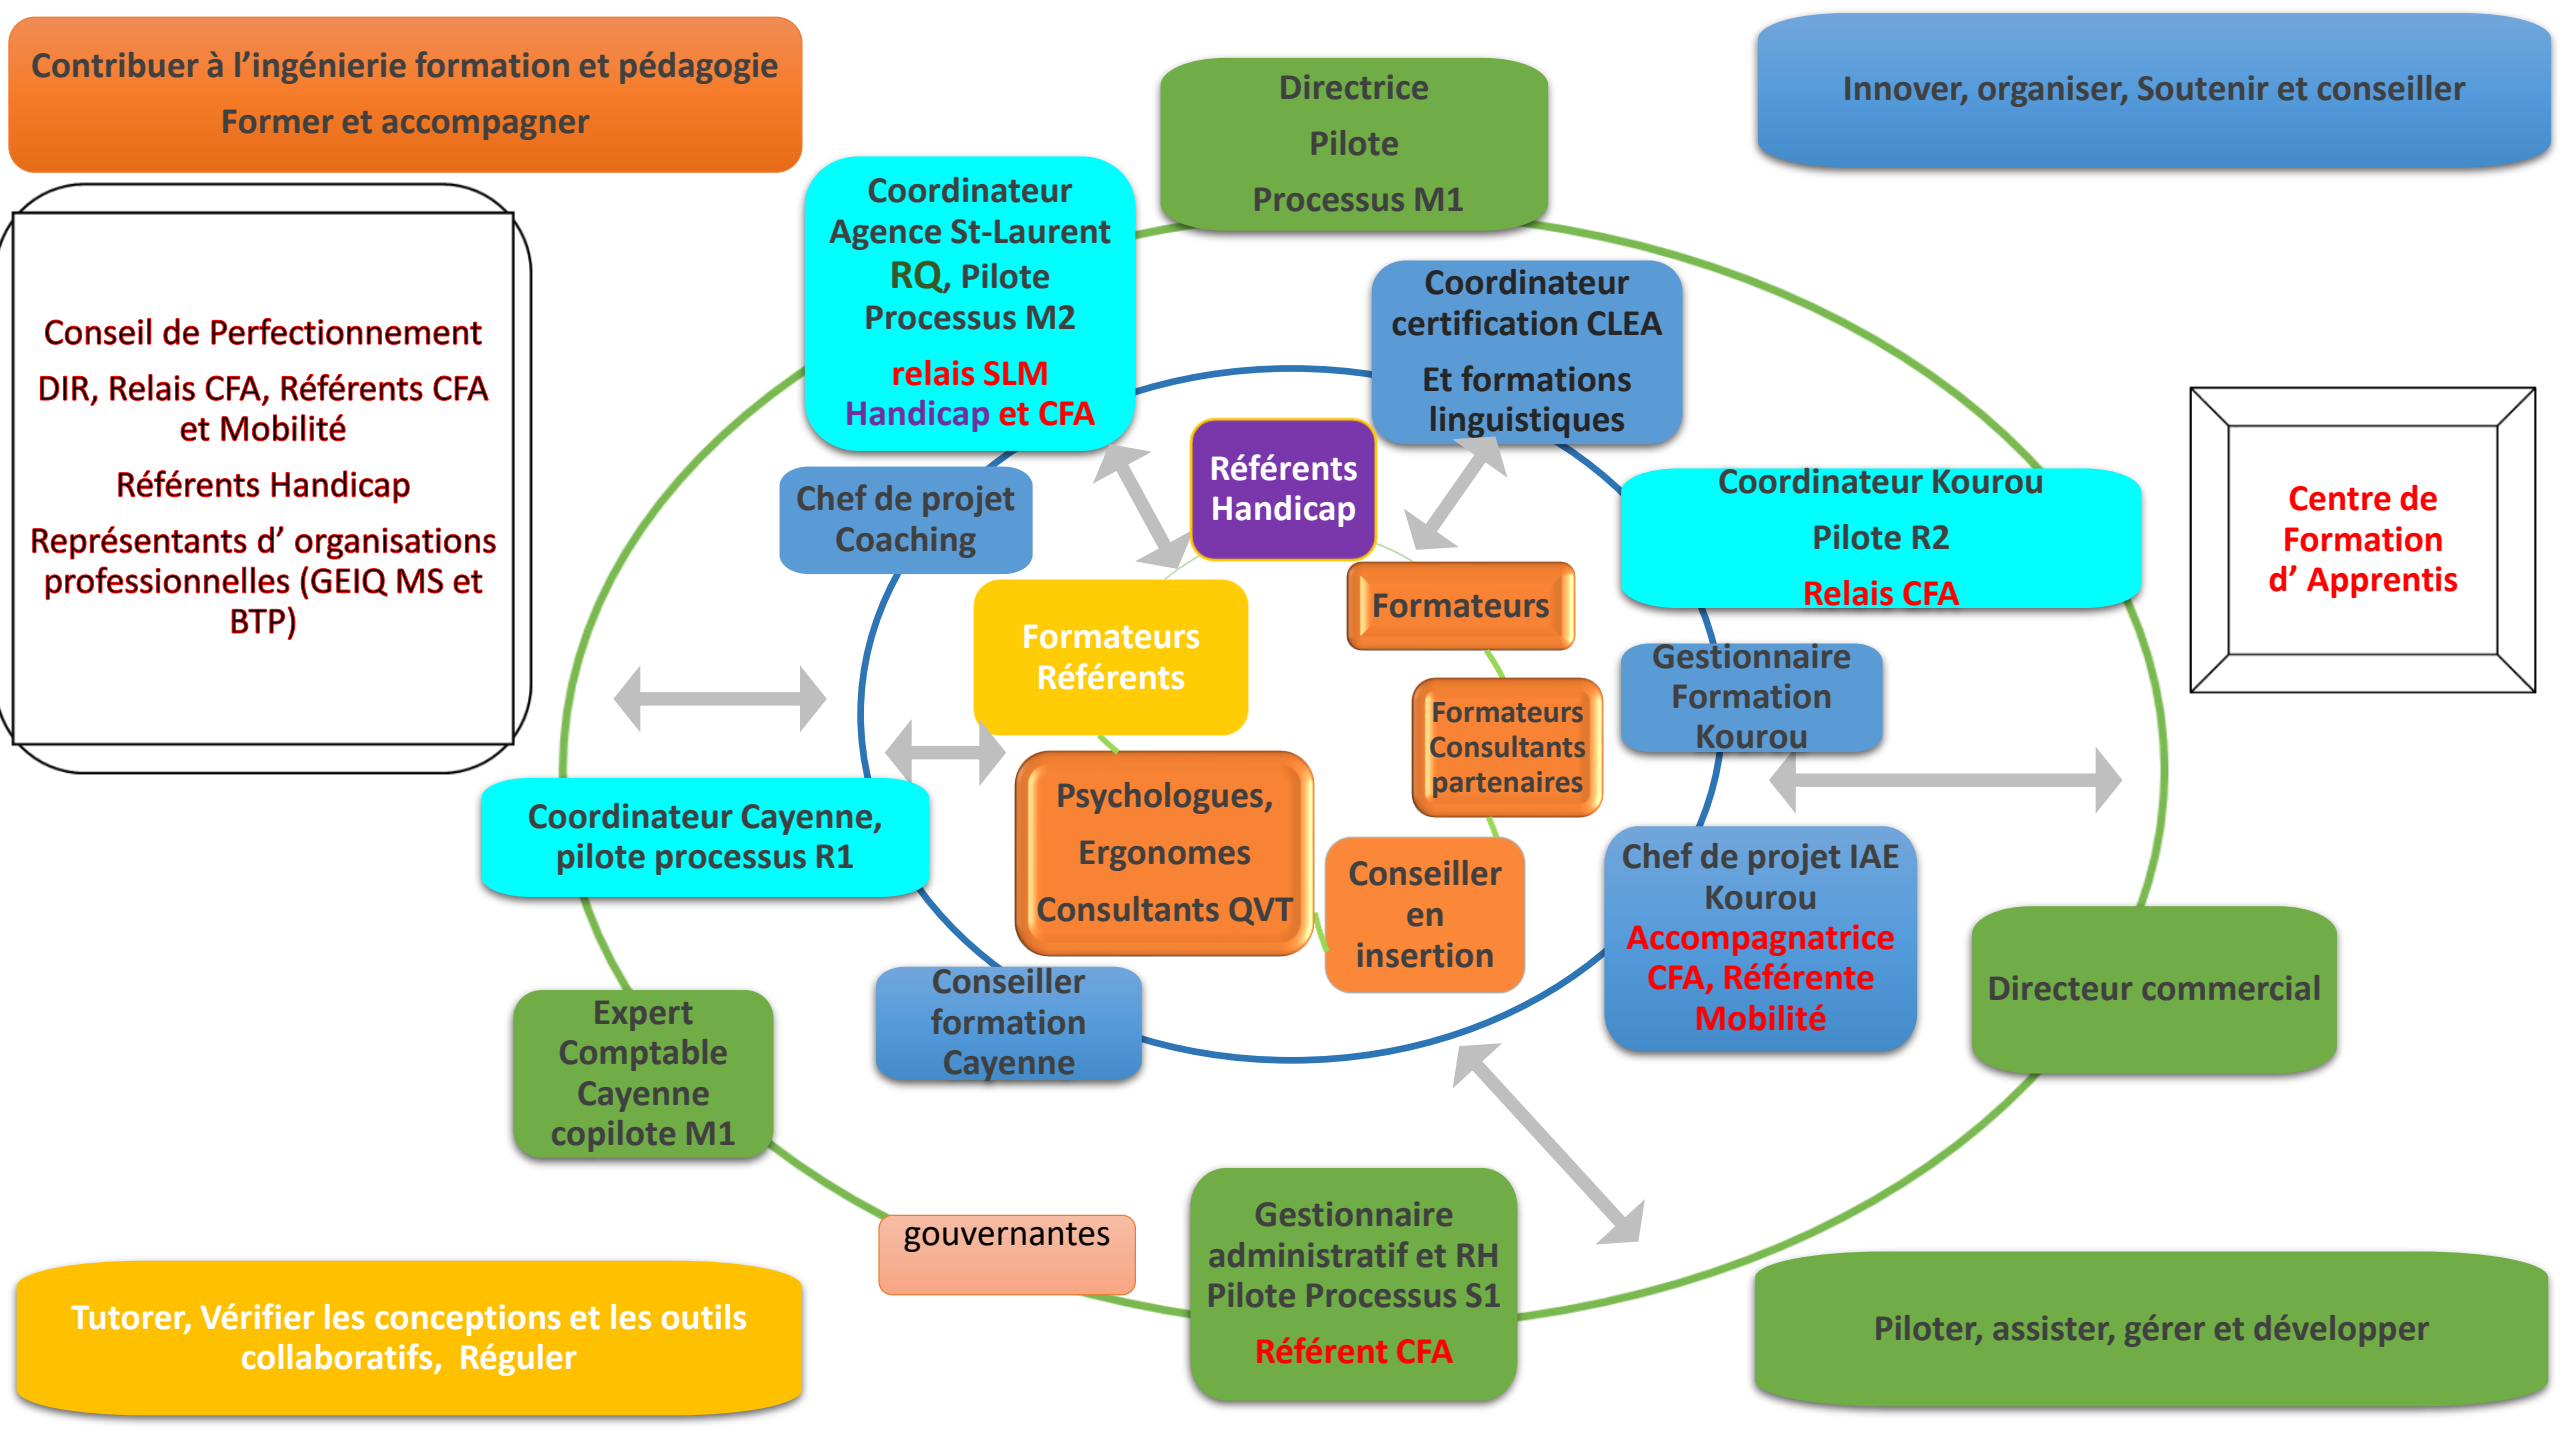 Contribuer à l’ingénierie formation et pédagogie
Former et accompagner
Innover, organiser, Soutenir et conseiller
Directrice
Pilote
Processus M1
Coordinateur
Agence St-Laurent
RQ, Pilote
Processus M2
relais SLM
Handicap et CFA
Coordinateur
certification CLEA
Et formations
linguistiques
Conseil de Perfectionnement
DIR, Relais CFA, Référents CFA
et Mobilité
Référents Handicap
Représentants d’ organisations
professionnelles (GEIQ MS et
BTP)
Chef de projet
Coaching
Référents
Handicap
Coordinateur Kourou
Pilote R2
Relais CFA
Centre de
Formation
d’ Apprentis
Formateurs
Référents
Formateurs
Gestionnaire
Formation
Kourou
Formateurs
Consultants
partenaires
Psychologues,
Ergonomes
Consultants QVT
Coordinateur Cayenne,
pilote processus R1
Conseiller
en
insertion
Chef de projet IAE
Kourou
Accompagnatrice
CFA, Référente
Mobilité
Conseiller
formation
Cayenne
Directeur commercial
Expert
Comptable
Cayenne
copilote M1
gouvernantes
Gestionnaire
administratif et RH
Pilote Processus S1
Référent CFA
Tutorer, Vérifier les conceptions et les outils
collaboratifs,  Réguler
Piloter, assister, gérer et développer